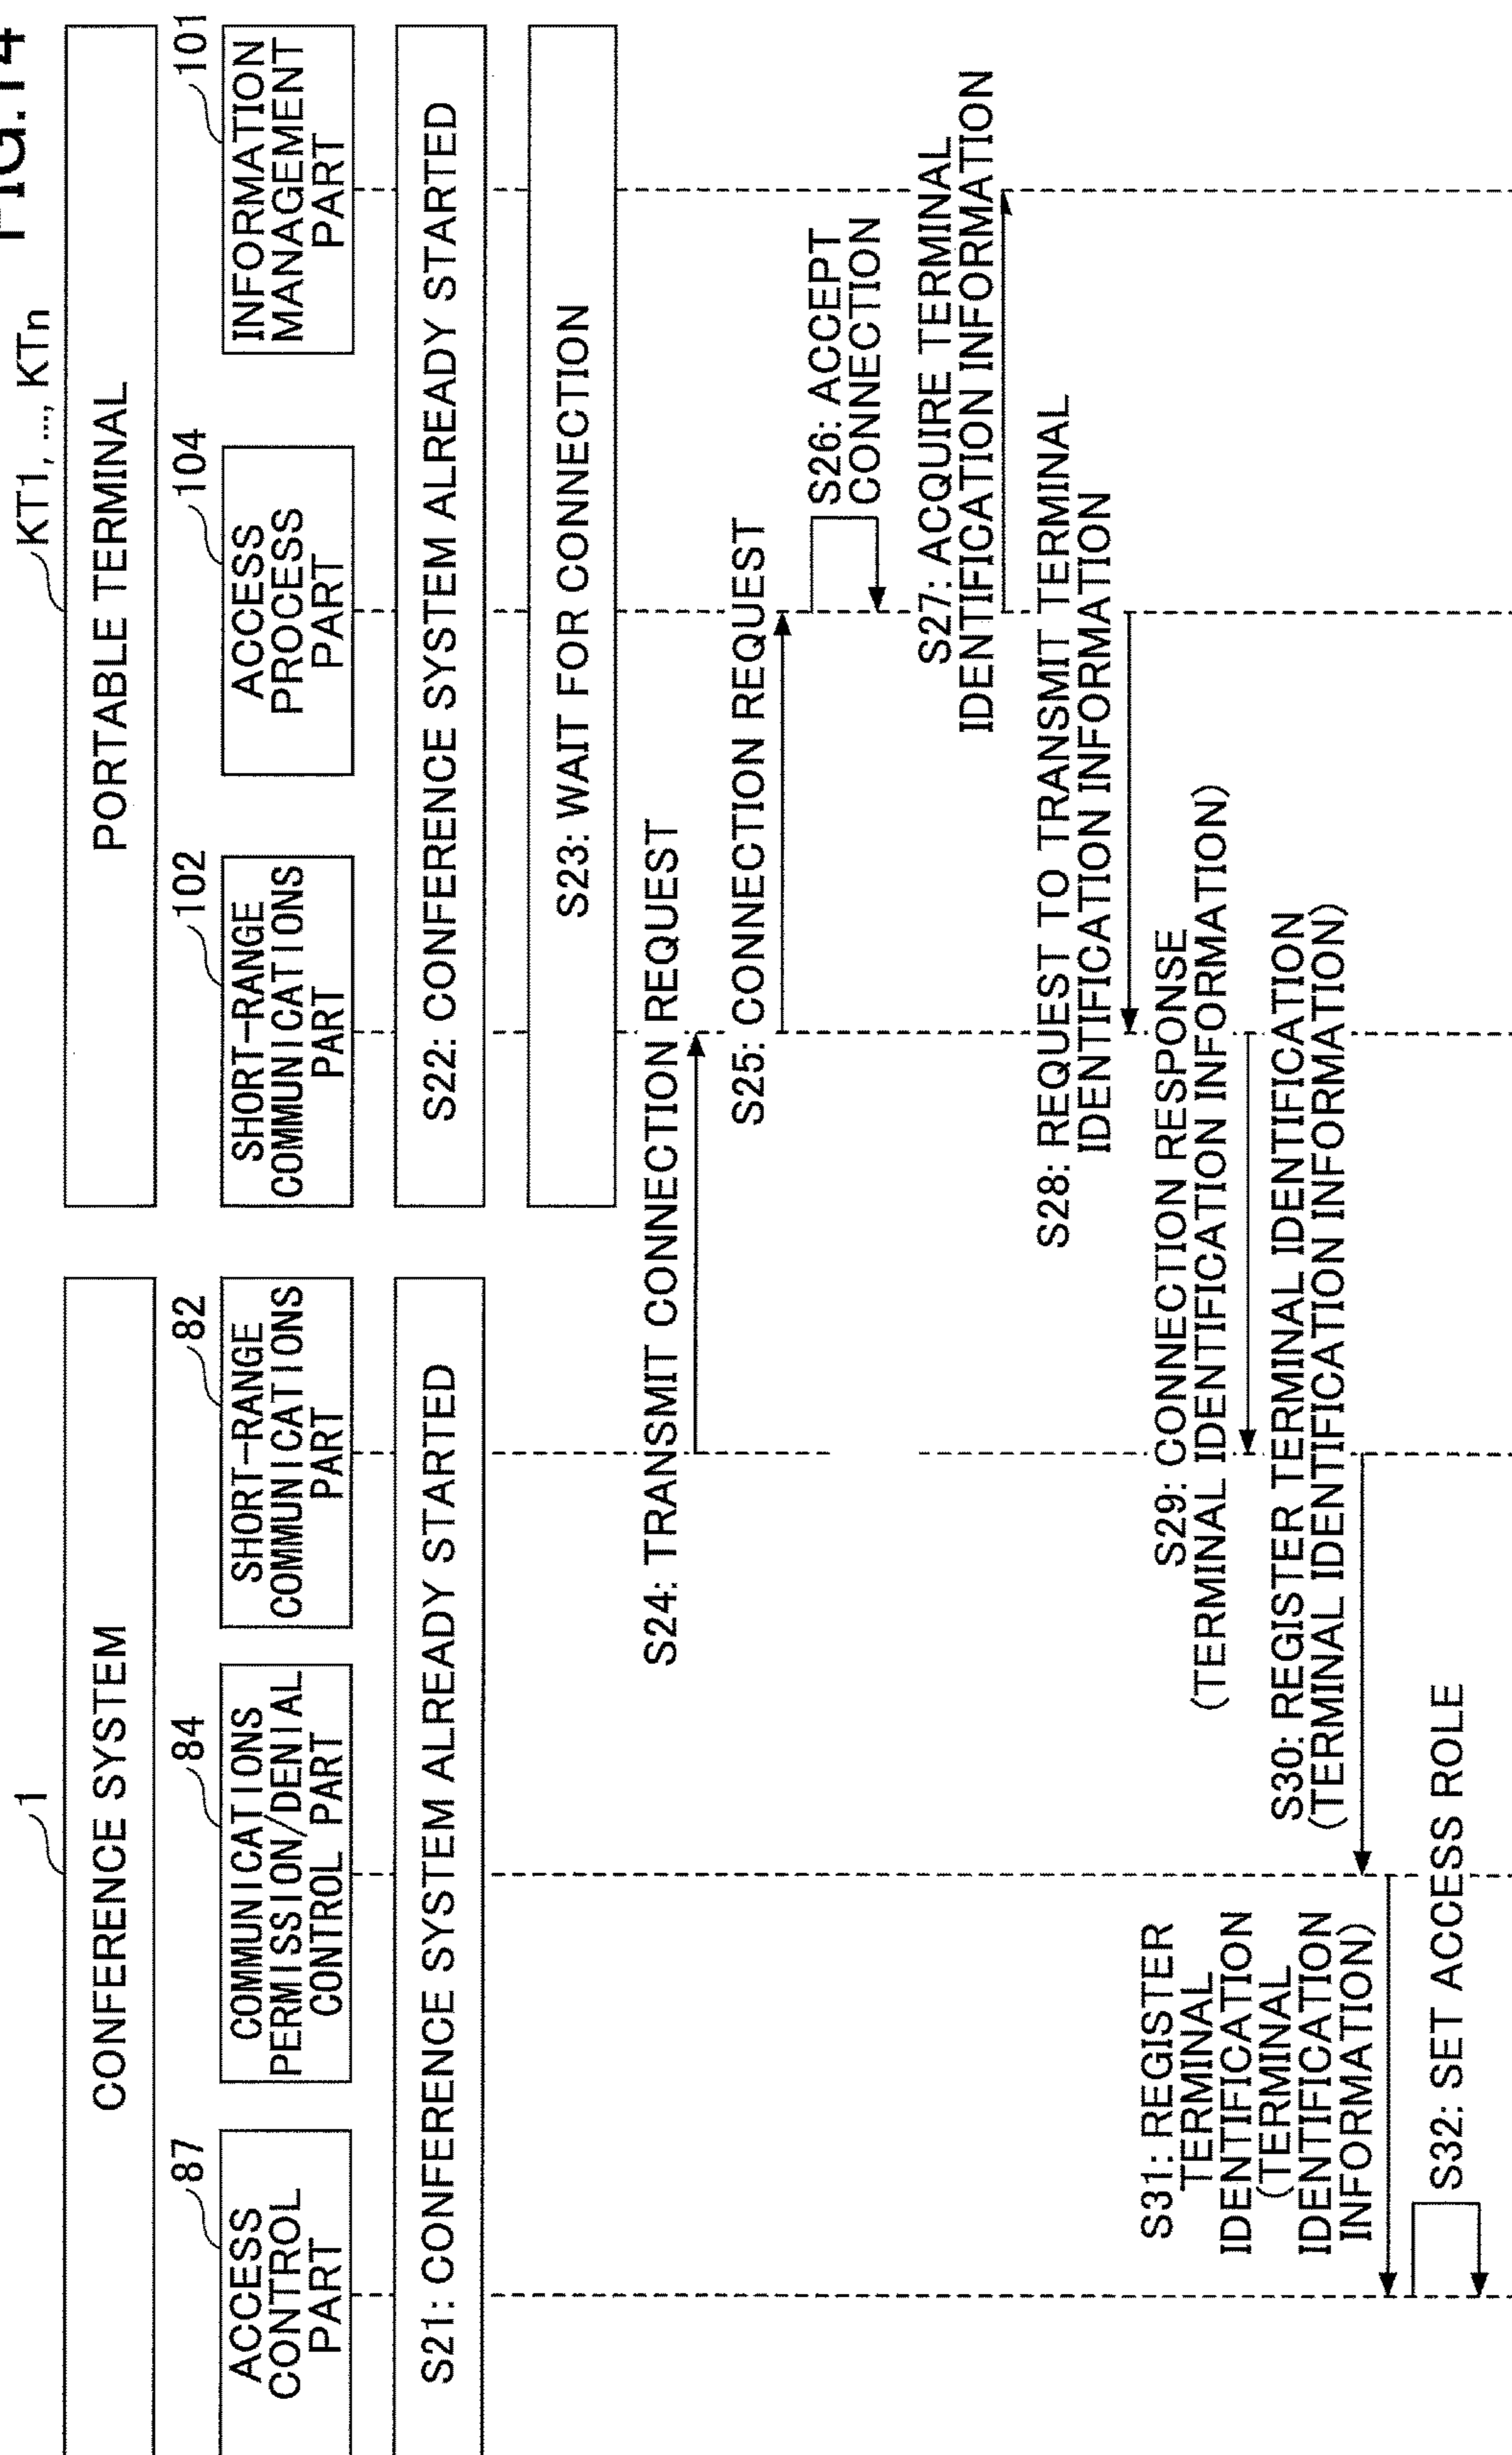 FIG.14
1
KT1, ..., KTn
CONFERENCE SYSTEM
PORTABLE TERMINAL
87
84
82
102
104
101
ACCESS
CONTROL
PART
COMMUNICATIONS
PERMISSION/DENIAL
CONTROL PART
SHORT-RANGE
COMMUNICATIONS
PART
SHORT-RANGE
COMMUNICATIONS
PART
ACCESS
PROCESS
PART
INFORMATION
MANAGEMENT
PART
S21: CONFERENCE SYSTEM ALREADY STARTED
S22: CONFERENCE SYSTEM ALREADY STARTED
S23: WAIT FOR CONNECTION
S24: TRANSMIT CONNECTION REQUEST
S25: CONNECTION REQUEST
S26: ACCEPT
CONNECTION
S27: ACQUIRE TERMINAL
IDENTIFICATION INFORMATION
S28: REQUEST TO TRANSMIT TERMINAL
IDENTIFICATION INFORMATION
S29: CONNECTION RESPONSE
(TERMINAL IDENTIFICATION INFORMATION)
S30: REGISTER TERMINAL IDENTIFICATION
(TERMINAL IDENTIFICATION INFORMATION)
S31: REGISTER
TERMINAL
IDENTIFICATION
(TERMINAL
IDENTIFICATION
INFORMATION)
S32: SET ACCESS ROLE